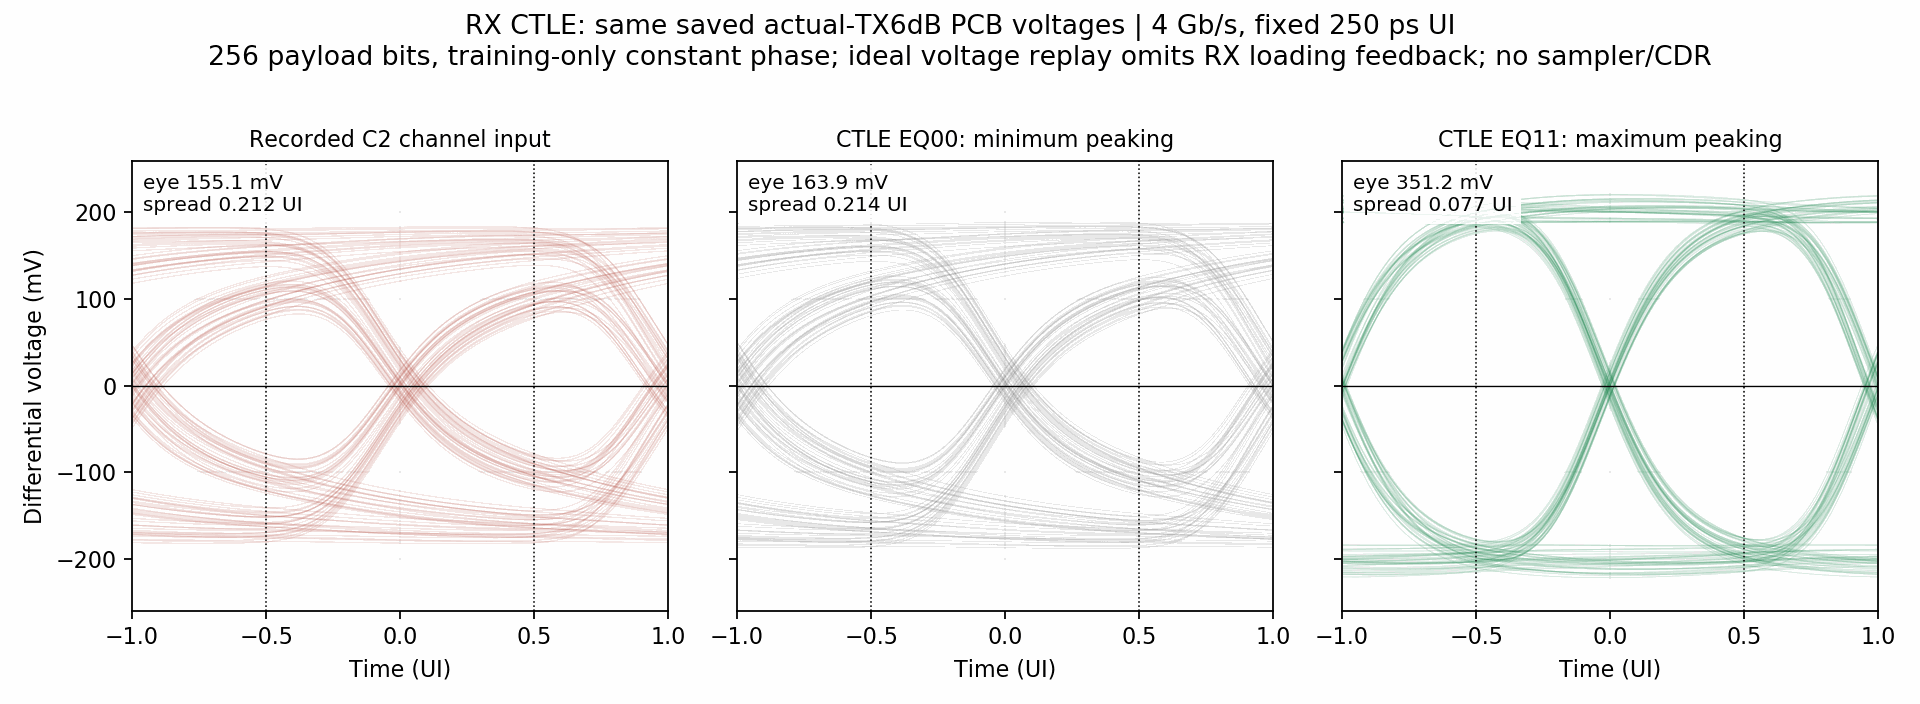 RX CTLE: same saved actual-TX6dB PCB voltages | 4 Gb/s, fixed 250 ps UI
256 payload bits, training-only constant phase; ideal voltage replay omits RX loading feedback; no sampler/CDR
Recorded C2 channel input
eye 155.1 mV
spread 0.212 UI
Differential voltage (mV)
200
100
0
−100
−200
−1.0
−0.5
0.0
0.5
1.0
Time (UI)
CTLE EQ00: minimum peaking
eye 163.9 mV
spread 0.214 UI
−1.0
−0.5
0.0
0.5
1.0
Time (UI)
CTLE EQ11: maximum peaking
eye 351.2 mV
spread 0.077 UI
−1.0
−0.5
0.0
0.5
1.0
Time (UI)